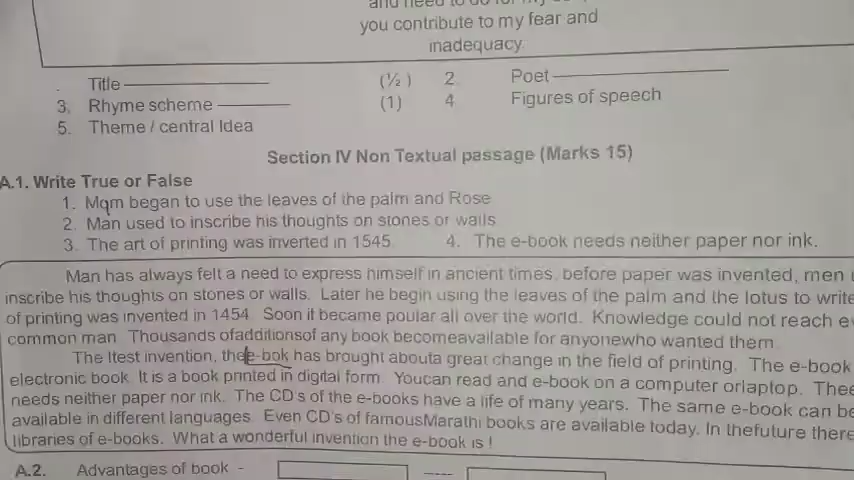 and need to do for my
you contribute to my fear and
inadequacy.
Title (½) 2. Poet
3. Rhyme scheme (1) 4. Figures of speech
5. Theme / central Idea
Section IV Non Textual passage (Marks 15)
A.1. Write True or False
1. Mqm began to use the leaves of the palm and Rose
2. Man used to inscribe his thoughts on stones or walls
3. The art of printing was inverted in 1545. 4. The e-book needs neither paper nor ink.
Man has always felt a need to express himself in ancient times, before paper was invented, men
inscribe his thoughts on stones or walls. Later he begin using the leaves of the palm and the lotus to write
of printing was invented in 1454. Soon it became poular all over the world. Knowledge could not reach
common man. Thousands ofadditionsof any book becomeavailable for anyonewho wanted them.
The ltest invention, the e-bok has brought abouta great change in the field of printing. The e-book
electronic book. It is a book printed in digital form. Youcan read and e-book on a computer orlaptop. Thee
needs neither paper nor ink. The CD's of the e-books have a life of many years. The same e-book can be
available in different languages. Even CD's of famousMarathi books are available today. In thefuture there
libraries of e-books. What a wonderful invention the e-book is !
A.2. Advantages of book -